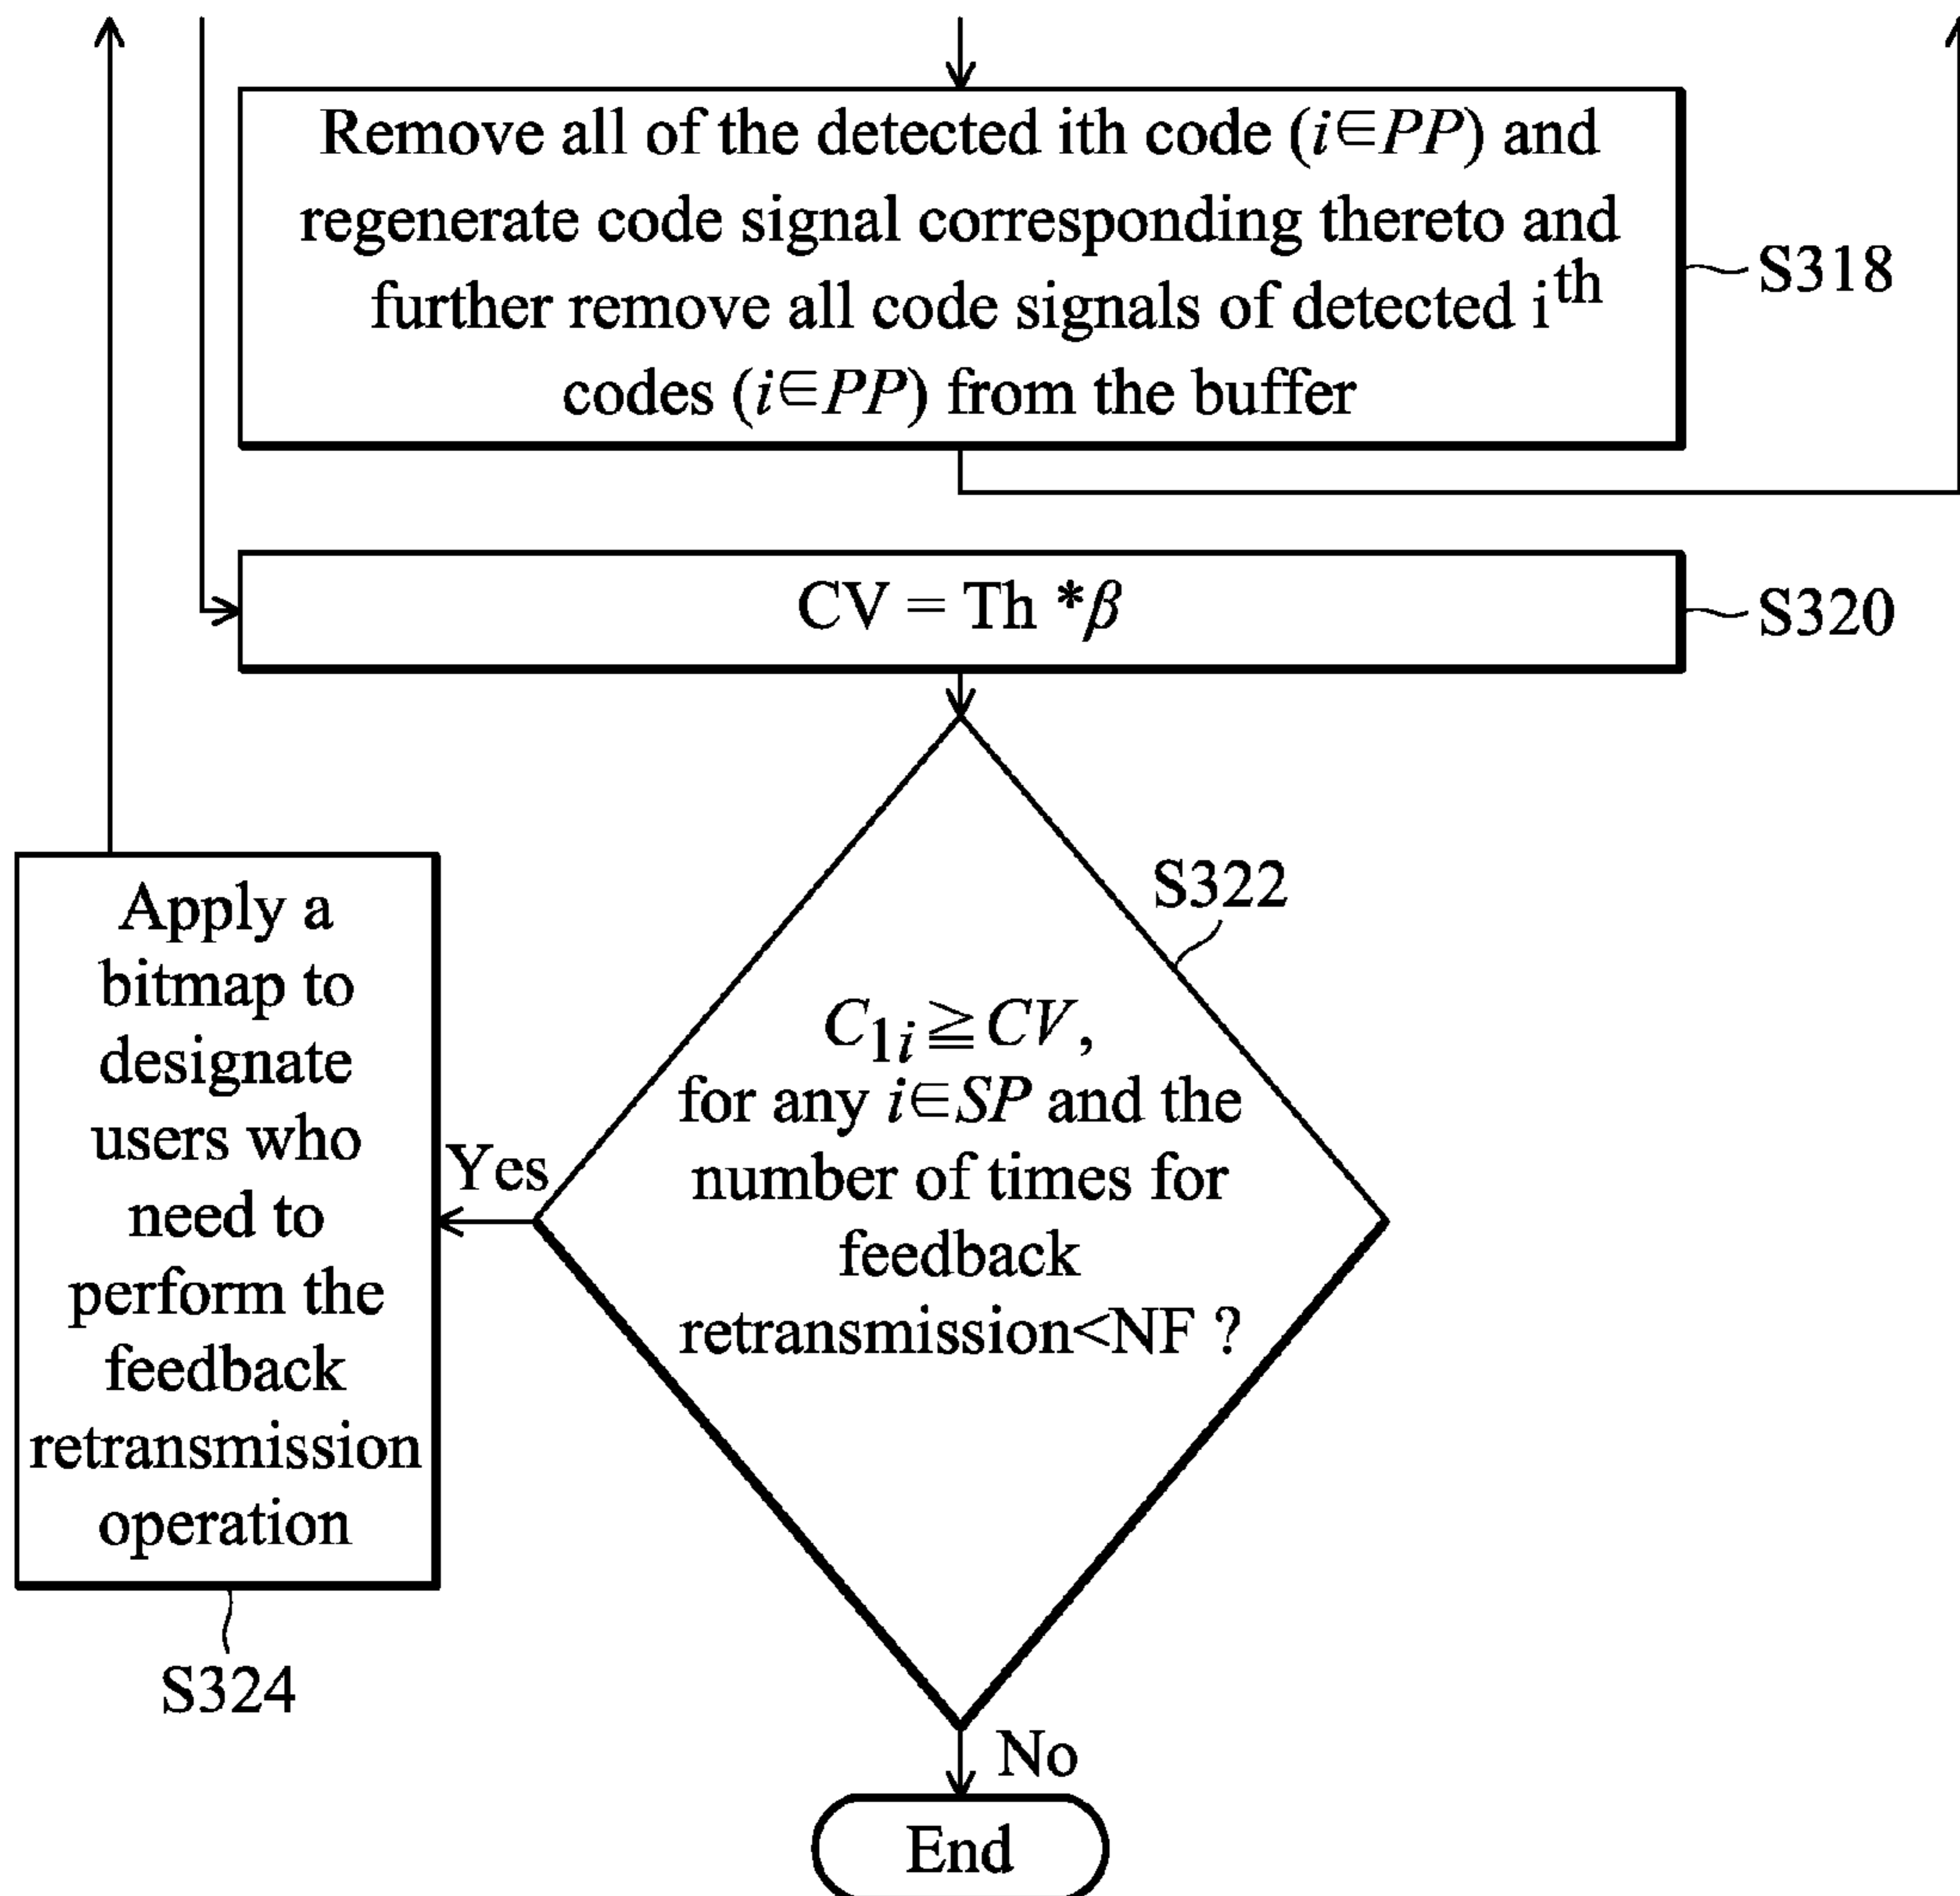 Remove all of the detected ith code (i∈PP) and
regenerate code signal corresponding thereto and
further remove all code signals of detected iᵗʰ
codes (i∈PP) from the buffer
S318
CV = Th *β
S320
S322
C₁ᵢ≧CV,
for any i∈SP and the
number of times for
feedback
retransmission<NF ?
Yes
Apply a
bitmap to
designate
users who
need to
perform the
feedback
retransmission
operation
S324
No
End